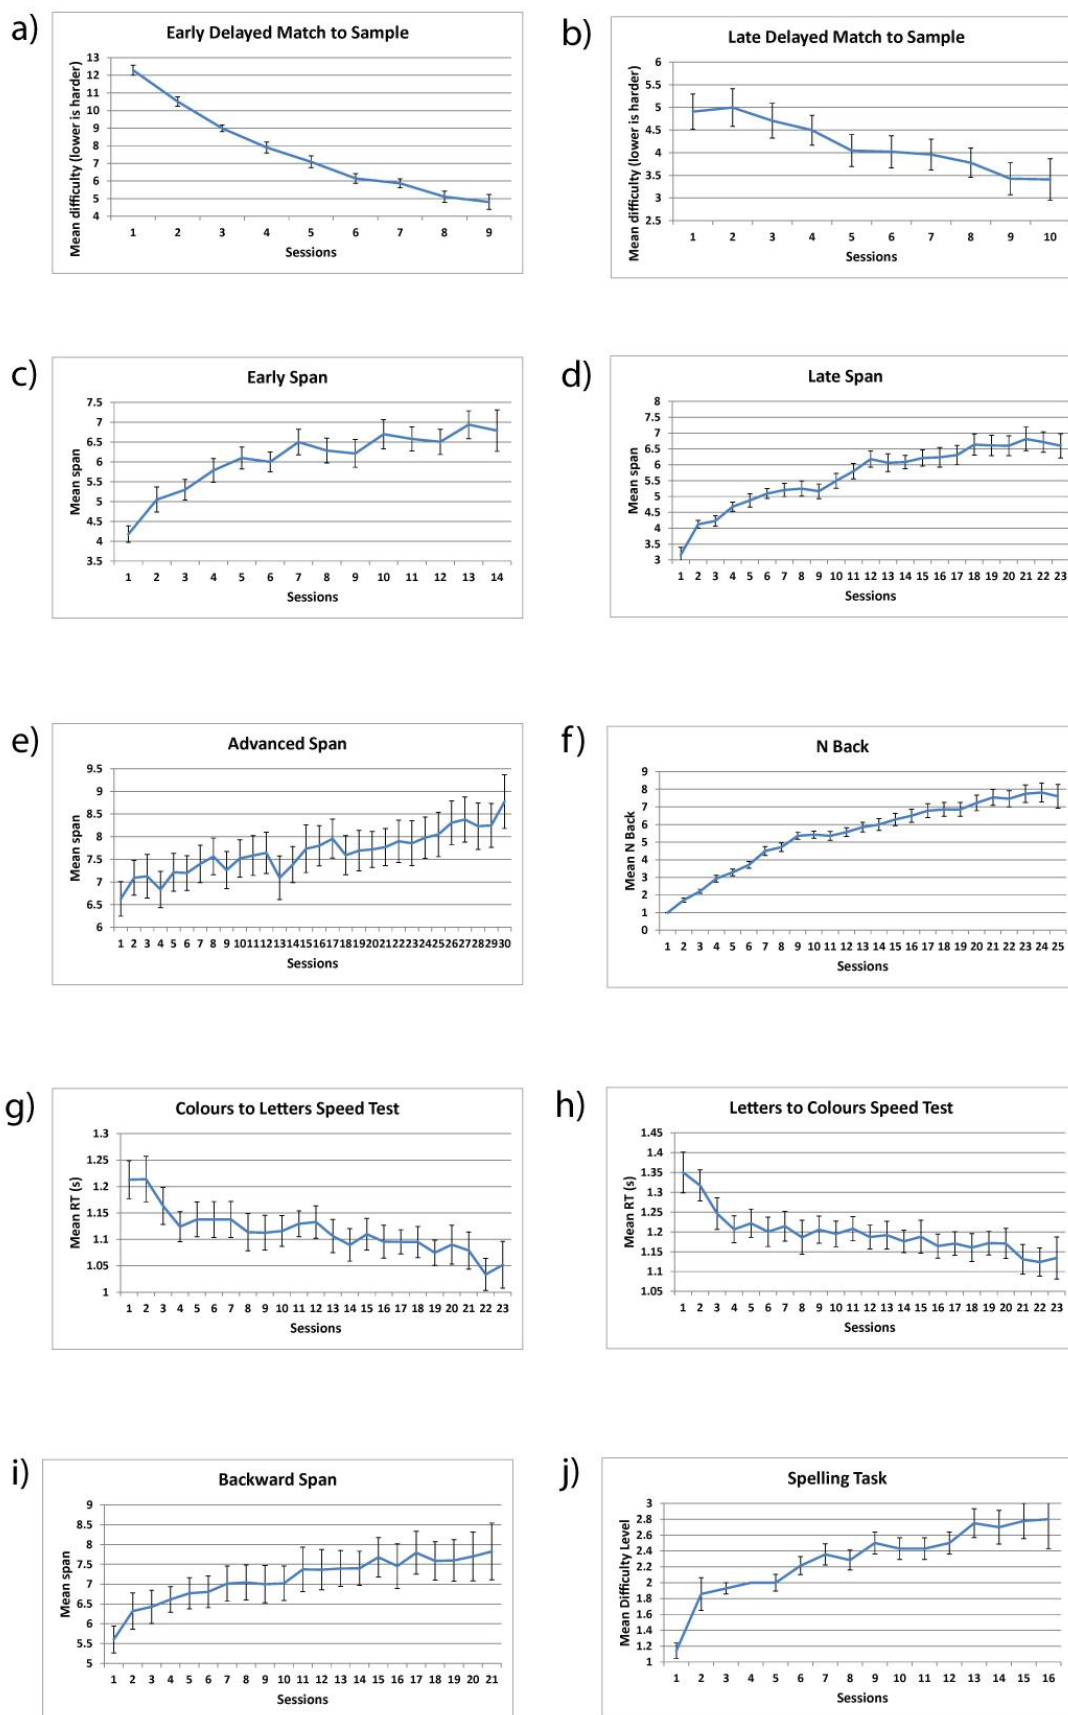 a)
Early Delayed Match to Sample
Mean difficulty (lower is harder)
13
12
11
10
9
8
7
6
5
4
1 2 3 4 5 6 7 8 9
Sessions
b)
Late Delayed Match to Sample
Mean difficulty (lower is harder)
6
5.5
5
4.5
4
3.5
3
2.5
1 2 3 4 5 6 7 8 9 10
Sessions
c)
Early Span
Mean span
7.5
7
6.5
6
5.5
5
4.5
4
3.5
1 2 3 4 5 6 7 8 9 10 11 12 13 14
Sessions
d)
Late Span
Mean span
8
7.5
7
6.5
6
5.5
5
4.5
4
3.5
3
1 2 3 4 5 6 7 8 9 10 11 12 13 14 15 16 17 18 19 20 21 22 23
Sessions
e)
Advanced Span
Mean span
9.5
9
8.5
8
7.5
7
6.5
6
1 2 3 4 5 6 7 8 9 10 11 12 13 14 15 16 17 18 19 20 21 22 23 24 25 26 27 28 29 30
Sessions
f)
N Back
Mean N Back
9
8
7
6
5
4
3
2
1
0
1 2 3 4 5 6 7 8 9 10 11 12 13 14 15 16 17 18 19 20 21 22 23 24 25
Sessions
g)
Colours to Letters Speed Test
Mean RT (s)
1.3
1.25
1.2
1.15
1.1
1.05
1
1 2 3 4 5 6 7 8 9 10 11 12 13 14 15 16 17 18 19 20 21 22 23
Sessions
h)
Letters to Colours Speed Test
Mean RT (s)
1.45
1.4
1.35
1.3
1.25
1.2
1.15
1.1
1.05
1 2 3 4 5 6 7 8 9 10 11 12 13 14 15 16 17 18 19 20 21 22 23
Sessions
i)
Backward Span
Mean span
9
8.5
8
7.5
7
6.5
6
5.5
5
1 2 3 4 5 6 7 8 9 10 11 12 13 14 15 16 17 18 19 20 21
Sessions
j)
Spelling Task
Mean Difficulty Level
3
2.8
2.6
2.4
2.2
2
1.8
1.6
1.4
1.2
1
1 2 3 4 5 6 7 8 9 10 11 12 13 14 15 16
Sessions